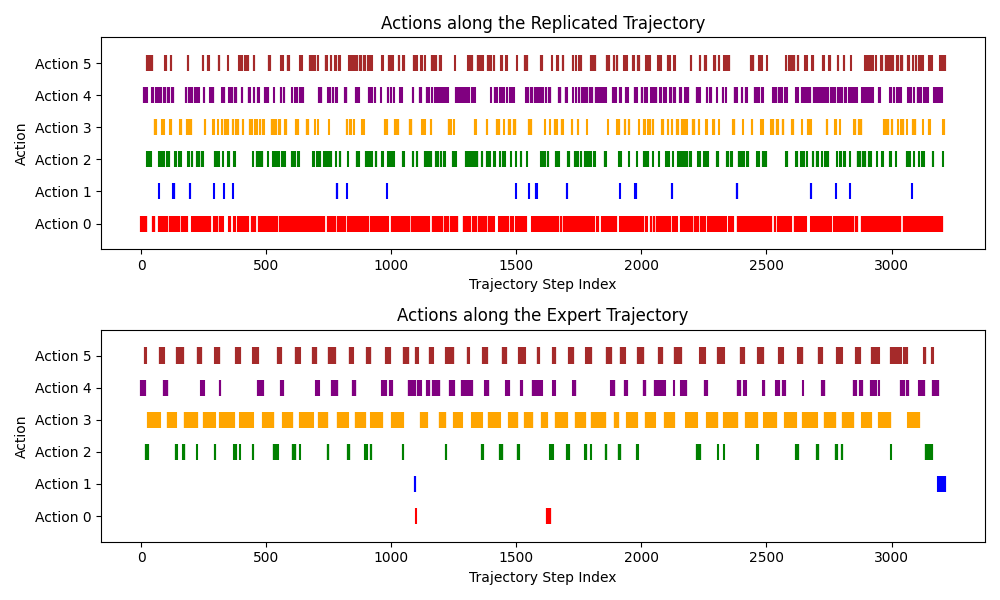 Actions along the Replicated Trajectory
Action
Action 5
Action 4
Action 3
Action 2
Action 1
Action 0
0 500 1000 1500 2000 2500 3000
Trajectory Step Index
Actions along the Expert Trajectory
Action
Action 5
Action 4
Action 3
Action 2
Action 1
Action 0
0 500 1000 1500 2000 2500 3000
Trajectory Step Index